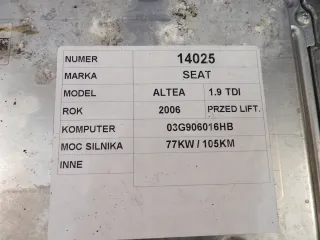 NUMER 14025
MARKA SEAT
MODEL ALTEA 1.9 TDI
ROK 2006 PRZED LIFT.
KOMPUTER 03G906016HB
MOC SILNIKA 77KW / 105KM
INNE